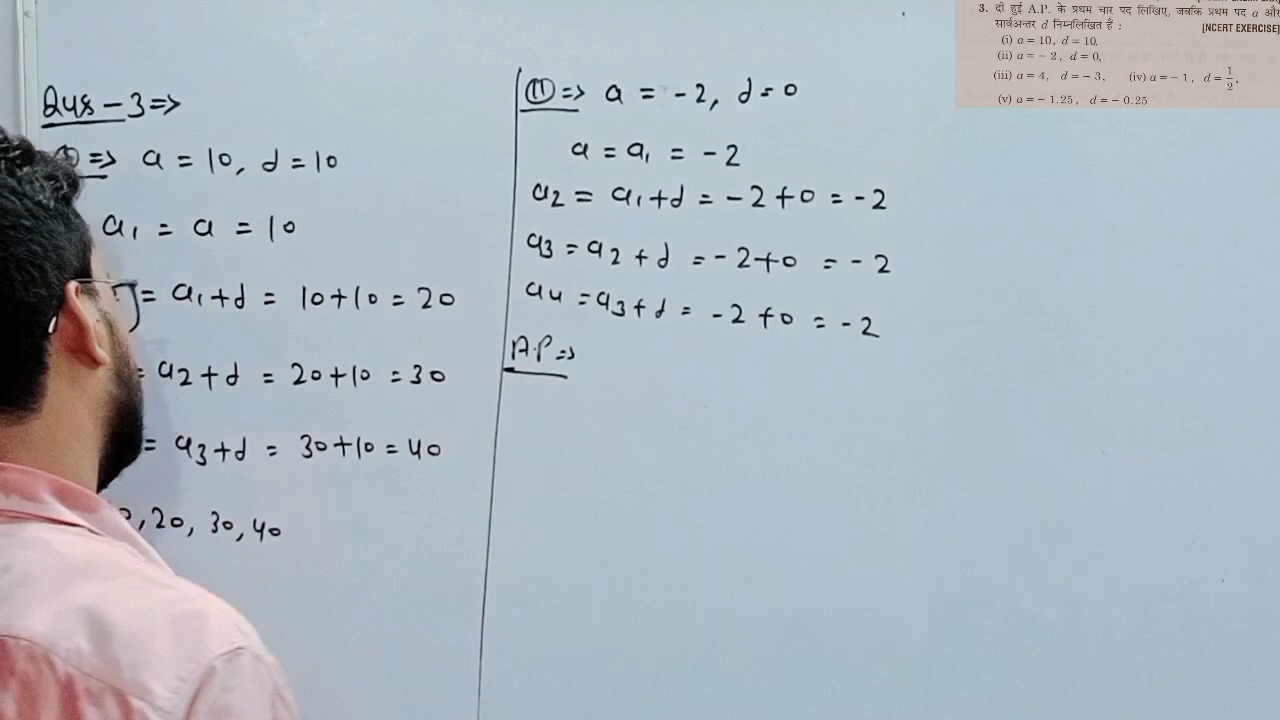 Qus-3⇒
⇒ a = 10, d = 10
a₁ = a = 10
= a₁+d = 10+10 = 20
= a₂+d = 20+10 = 30
= a₃+d = 30+10 = 40
, 20, 30, 40
(ii) ⇒ a = -2, d = 0
a = a₁ = -2
a₂ = a₁+d = -2+0 = -2
a₃ = a₂+d = -2+0 = -2
a₄ = a₃+d = -2+0 = -2
A.P ⇒
3. दी हुई A.P. के प्रथम चार पद लिखिए, जबकि प्रथम पद a और
सार्वअन्तर d निम्नलिखित हैं :
[NCERT EXERCISE]
(i) a = 10, d = 10,
(ii) a = - 2, d = 0,
(iii) a = 4, d = - 3, (iv) a = - 1, d = 1/2,
(v) a = - 1.25, d = - 0.25